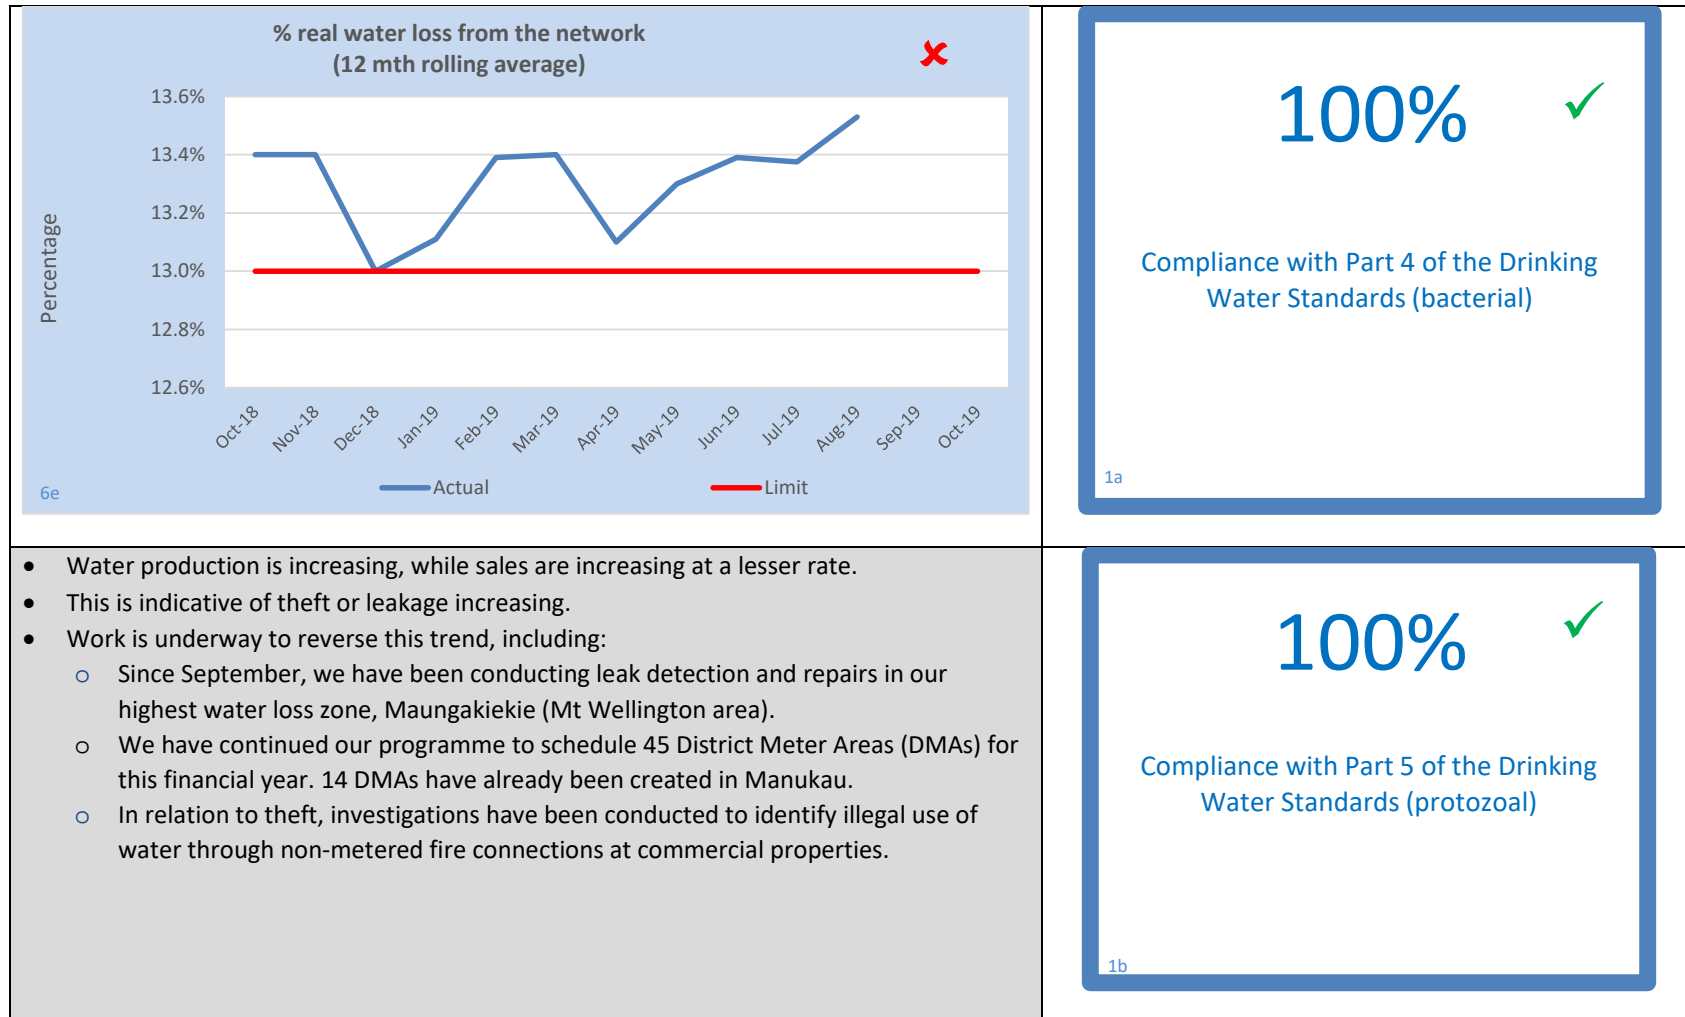 % real water loss from the network
(12 mth rolling average)
✘
13.6%
13.4%
13.2%
13.0%
12.8%
12.6%
Percentage
Oct-18
Nov-18
Dec-18
Jan-19
Feb-19
Mar-19
Apr-19
May-19
Jun-19
Jul-19
Aug-19
Sep-19
Oct-19
Actual
Limit
6e
100%
✓
Compliance with Part 4 of the Drinking
Water Standards (bacterial)
1a
• Water production is increasing, while sales are increasing at a lesser rate.
• This is indicative of theft or leakage increasing.
• Work is underway to reverse this trend, including:
o Since September, we have been conducting leak detection and repairs in our
highest water loss zone, Maungakiekie (Mt Wellington area).
o We have continued our programme to schedule 45 District Meter Areas (DMAs) for
this financial year. 14 DMAs have already been created in Manukau.
o In relation to theft, investigations have been conducted to identify illegal use of
water through non-metered fire connections at commercial properties.
100%
✓
Compliance with Part 5 of the Drinking
Water Standards (protozoal)
1b